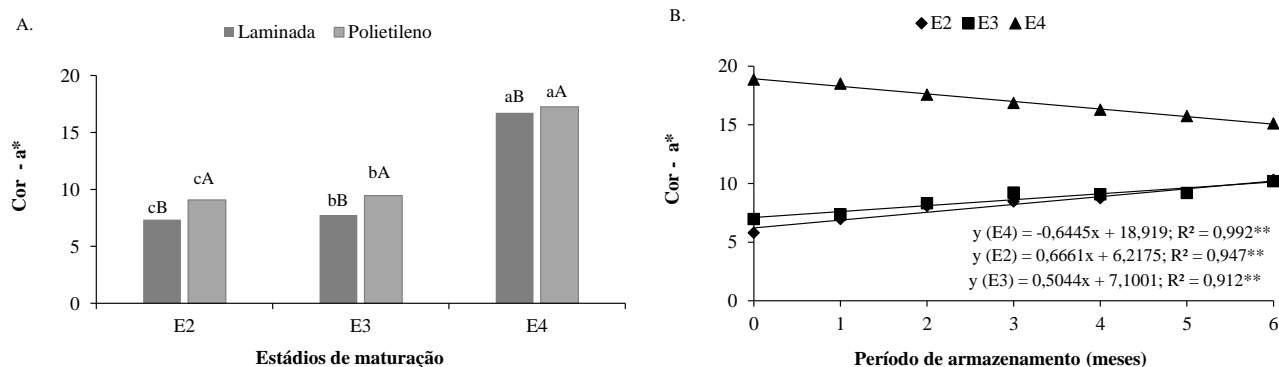 A.
Laminada Polietileno
Cor - a*
20
15
10
5
0
cB cA
bB bA
aB aA
E2 E3 E4
Estádios de maturação
B.
E2 E3 E4
Cor - a*
20
15
10
5
0
y (E4) = -0,6445x + 18,919; R² = 0,992**
y (E2) = 0,6661x + 6,2175; R² = 0,947**
y (E3) = 0,5044x + 7,1001; R² = 0,912**
0 1 2 3 4 5 6
Período de armazenamento (meses)